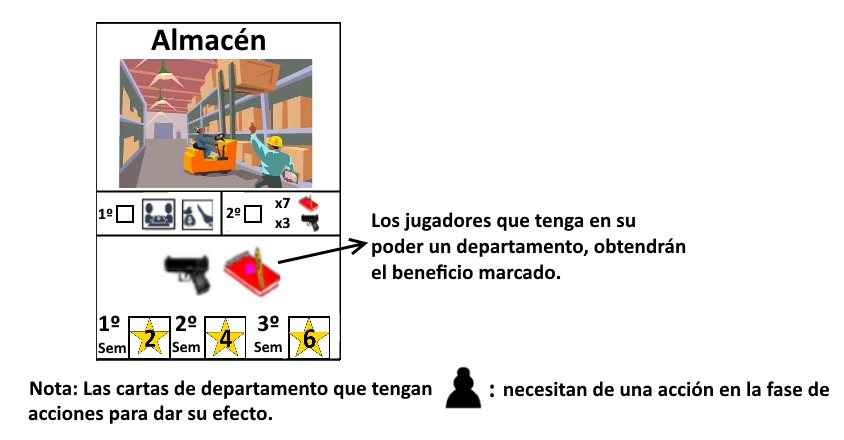 Almacén
1º 2º x7
x3
Los jugadores que tenga en su
poder un departamento, obtendrán
el beneficio marcado.
1º 2º 3º
Sem 2 Sem 4 Sem 6
Nota: Las cartas de departamento que tengan : necesitan de una acción en la fase de
acciones para dar su efecto.